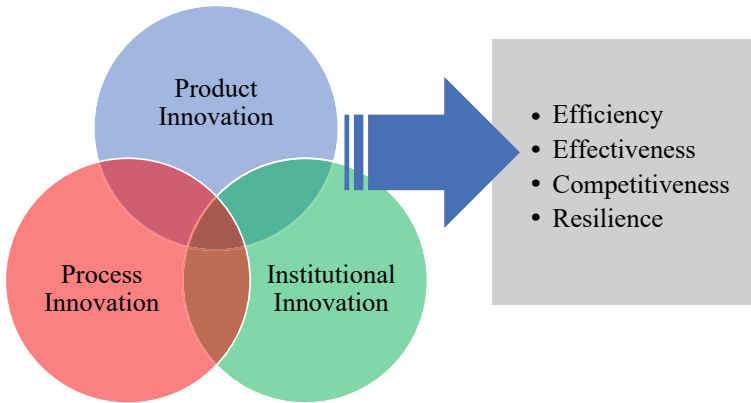 Product
Innovation
Process
Innovation
Institutional
Innovation
• Efficiency
• Effectiveness
• Competitiveness
• Resilience